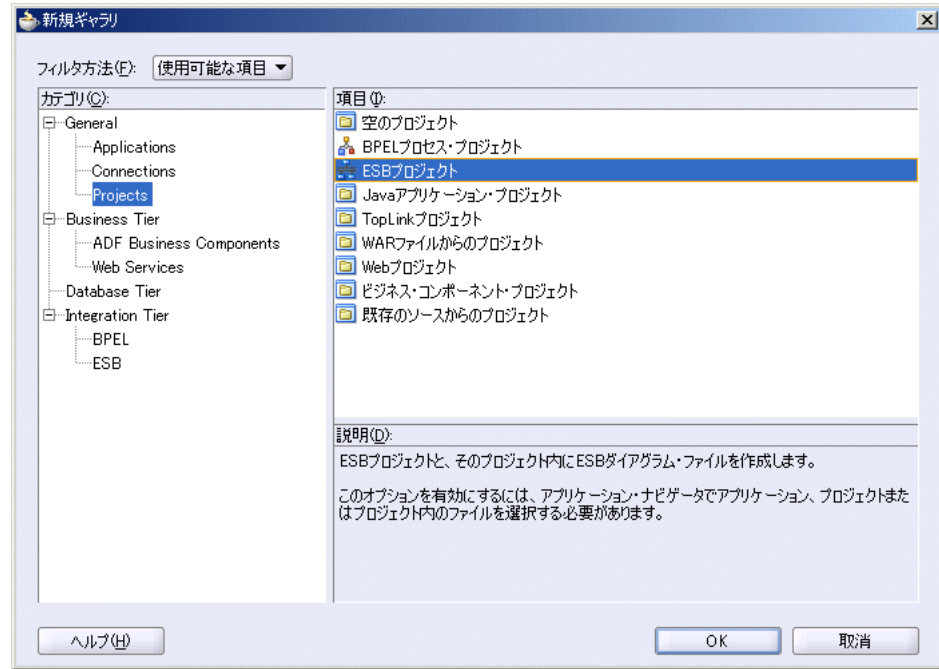 新規ギャラリ
フィルタ方法(F): 使用可能な項目
カテゴリ(C):
General
Applications
Connections
Projects
Business Tier
ADF Business Components
Web Services
Database Tier
Integration Tier
BPEL
ESB
項目(I):
空のプロジェクト
BPELプロセス・プロジェクト
ESBプロジェクト
Javaアプリケーション・プロジェクト
TopLinkプロジェクト
WARファイルからのプロジェクト
Webプロジェクト
ビジネス・コンポーネント・プロジェクト
既存のソースからのプロジェクト
説明(D):
ESBプロジェクトと、そのプロジェクト内にESBダイアグラム・ファイルを作成します。
このオプションを有効にするには、アプリケーション・ナビゲータでアプリケーション、プロジェクトまた
はプロジェクト内のファイルを選択する必要があります。
ヘルプ(H)
OK
取消